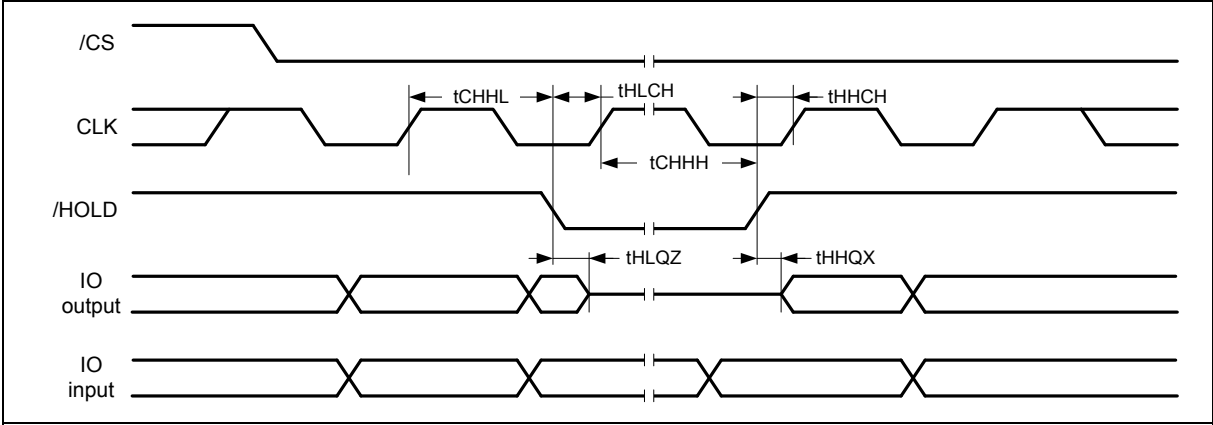 /CS
tCHHL
tHLCH
tHHCH
CLK
tCHHH
/HOLD
tHLQZ
tHHQX
IO
output
IO
input